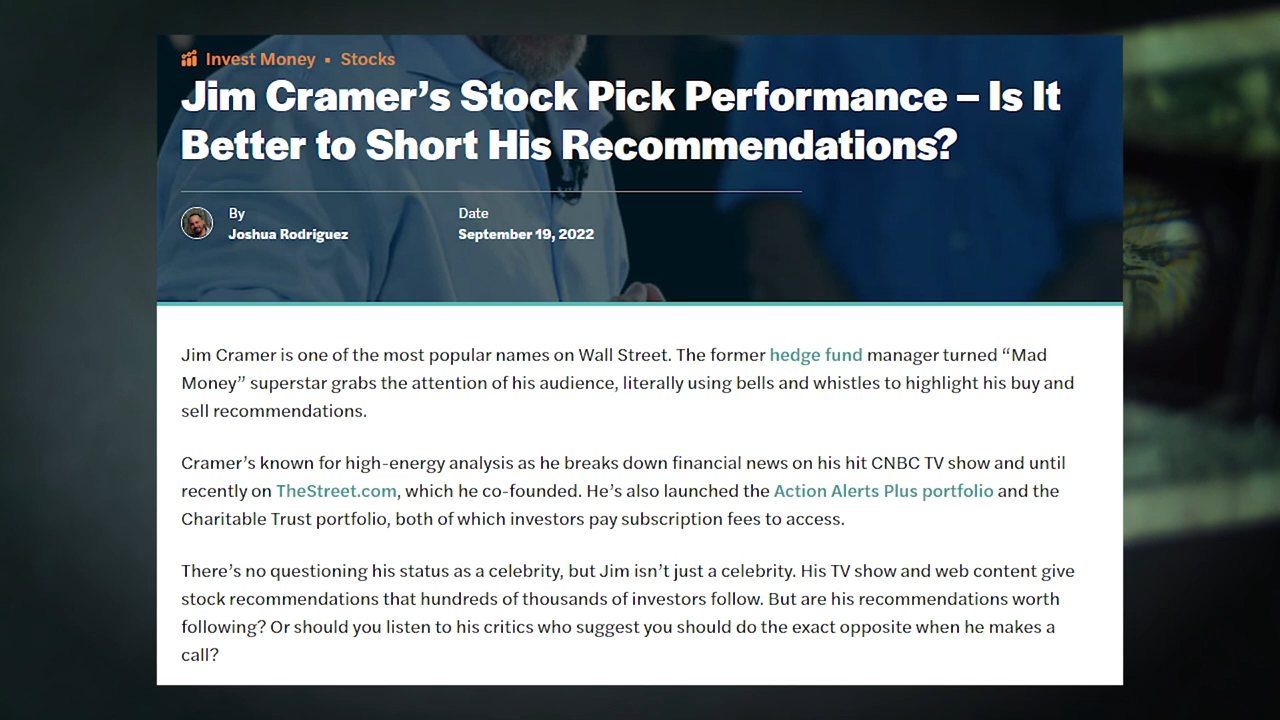 Invest Money ▪ Stocks
Jim Cramer’s Stock Pick Performance – Is It
Better to Short His Recommendations?
By
Joshua Rodriguez
Date
September 19, 2022
Jim Cramer is one of the most popular names on Wall Street. The former hedge fund manager turned “Mad
Money” superstar grabs the attention of his audience, literally using bells and whistles to highlight his buy and
sell recommendations.
Cramer’s known for high-energy analysis as he breaks down financial news on his hit CNBC TV show and until
recently on TheStreet.com, which he co-founded. He’s also launched the Action Alerts Plus portfolio and the
Charitable Trust portfolio, both of which investors pay subscription fees to access.
There’s no questioning his status as a celebrity, but Jim isn’t just a celebrity. His TV show and web content give
stock recommendations that hundreds of thousands of investors follow. But are his recommendations worth
following? Or should you listen to his critics who suggest you should do the exact opposite when he makes a
call?